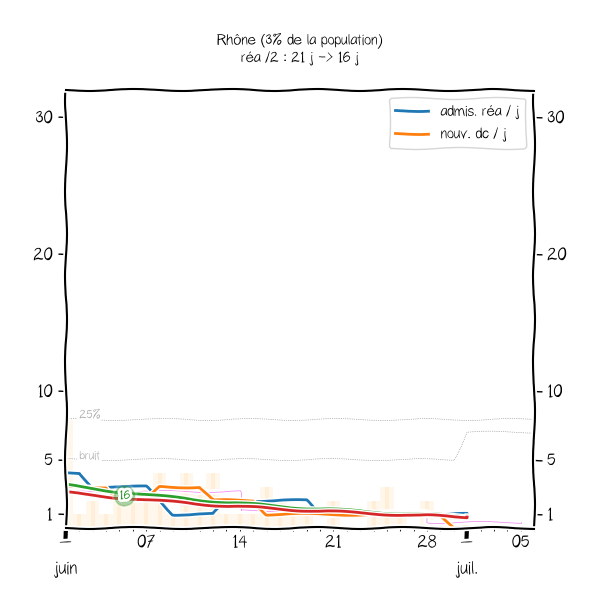 Rhône (3% de la population)
réa /2 : 21 j -> 16 j
admis. réa / j
nouv. dc / j
30
30
20
20
10
10
25%
bruit
5
5
16
1
1
07
14
21
28
05
juin
juil.